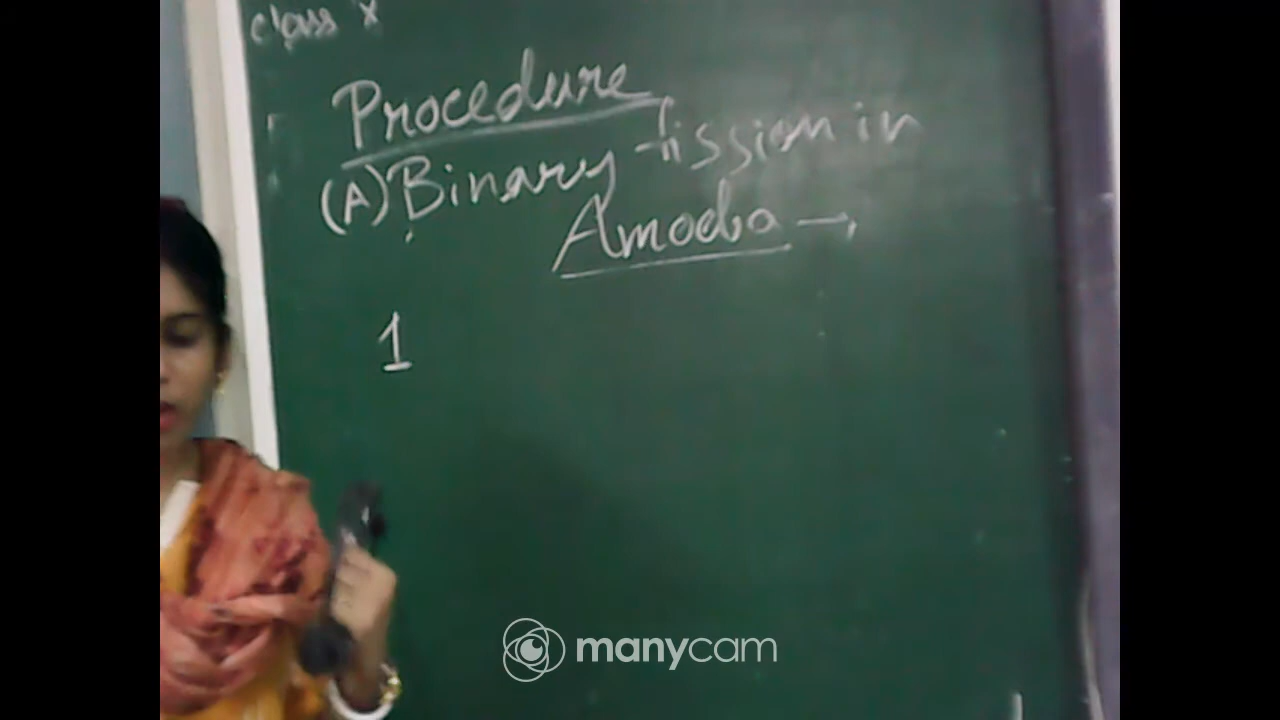 Class X
Procedure
(A) Binary fission in
Amoeba →
1
manycam